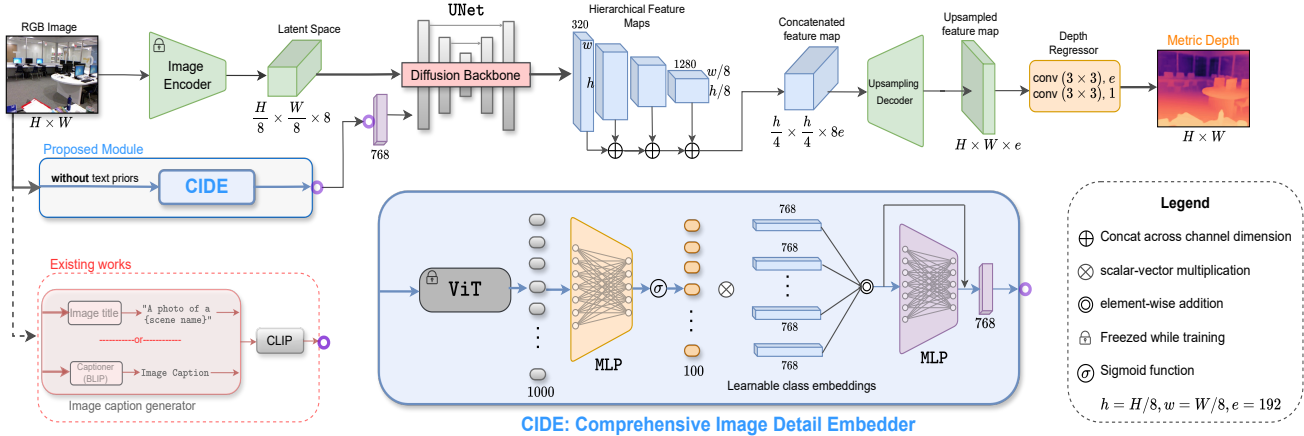 RGB Image
H × W
Image
Encoder
Latent Space
H/8 × W/8 × 8
UNet
Diffusion Backbone
768
Hierarchical Feature
Maps
320
w
h
1280
w/8
h/8
Concatenated
feature map
h/4 × h/4 × 8e
Upsampling
Decoder
Upsampled
feature map
H × W × e
Depth
Regressor
conv (3 × 3), e
conv (3 × 3), 1
Metric Depth
H × W
Proposed Module
without text priors
CIDE
Existing works
Image title
"A photo of a
{scene name}"
or
Captioner
(BLIP)
Image Caption
Image caption generator
CLIP
ViT
1000
MLP
σ
100
768
768
768
768
Learnable class embeddings
MLP
768
CIDE: Comprehensive Image Detail Embedder
Legend
Concat across channel dimension
scalar-vector multiplication
element-wise addition
Freezed while training
σ Sigmoid function
h = H/8, w = W/8, e = 192